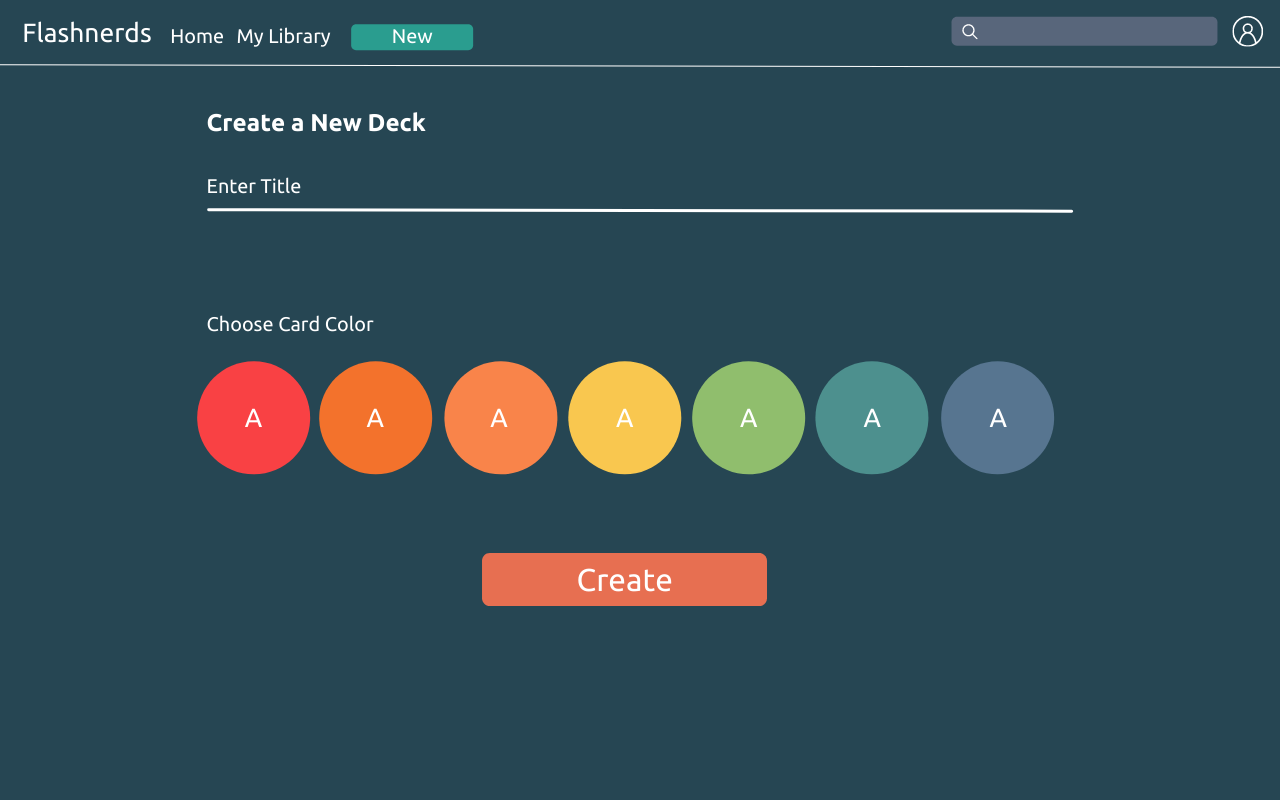 Flashnerds Home My Library New
Create a New Deck
Enter Title
Choose Card Color
A A A A A A A
Create